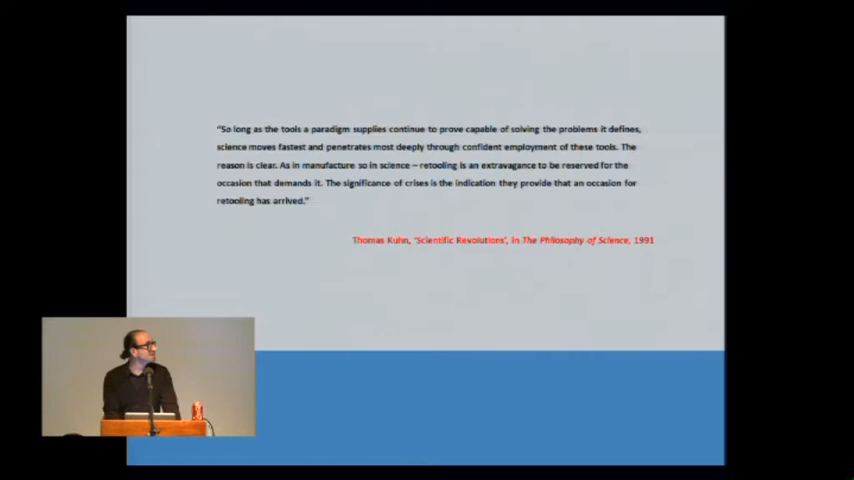 “So long as the tools a paradigm supplies continue to prove capable of solving the problems it defines,
science moves fastest and penetrates most deeply through confident employment of these tools. The
reason is clear. As in manufacture so in science – retooling is an extravagance to be reserved for the
occasion that demands it. The significance of crises is the indication they provide that an occasion for
retooling has arrived.”
Thomas Kuhn, ‘Scientific Revolutions’, in The Philosophy of Science, 1991